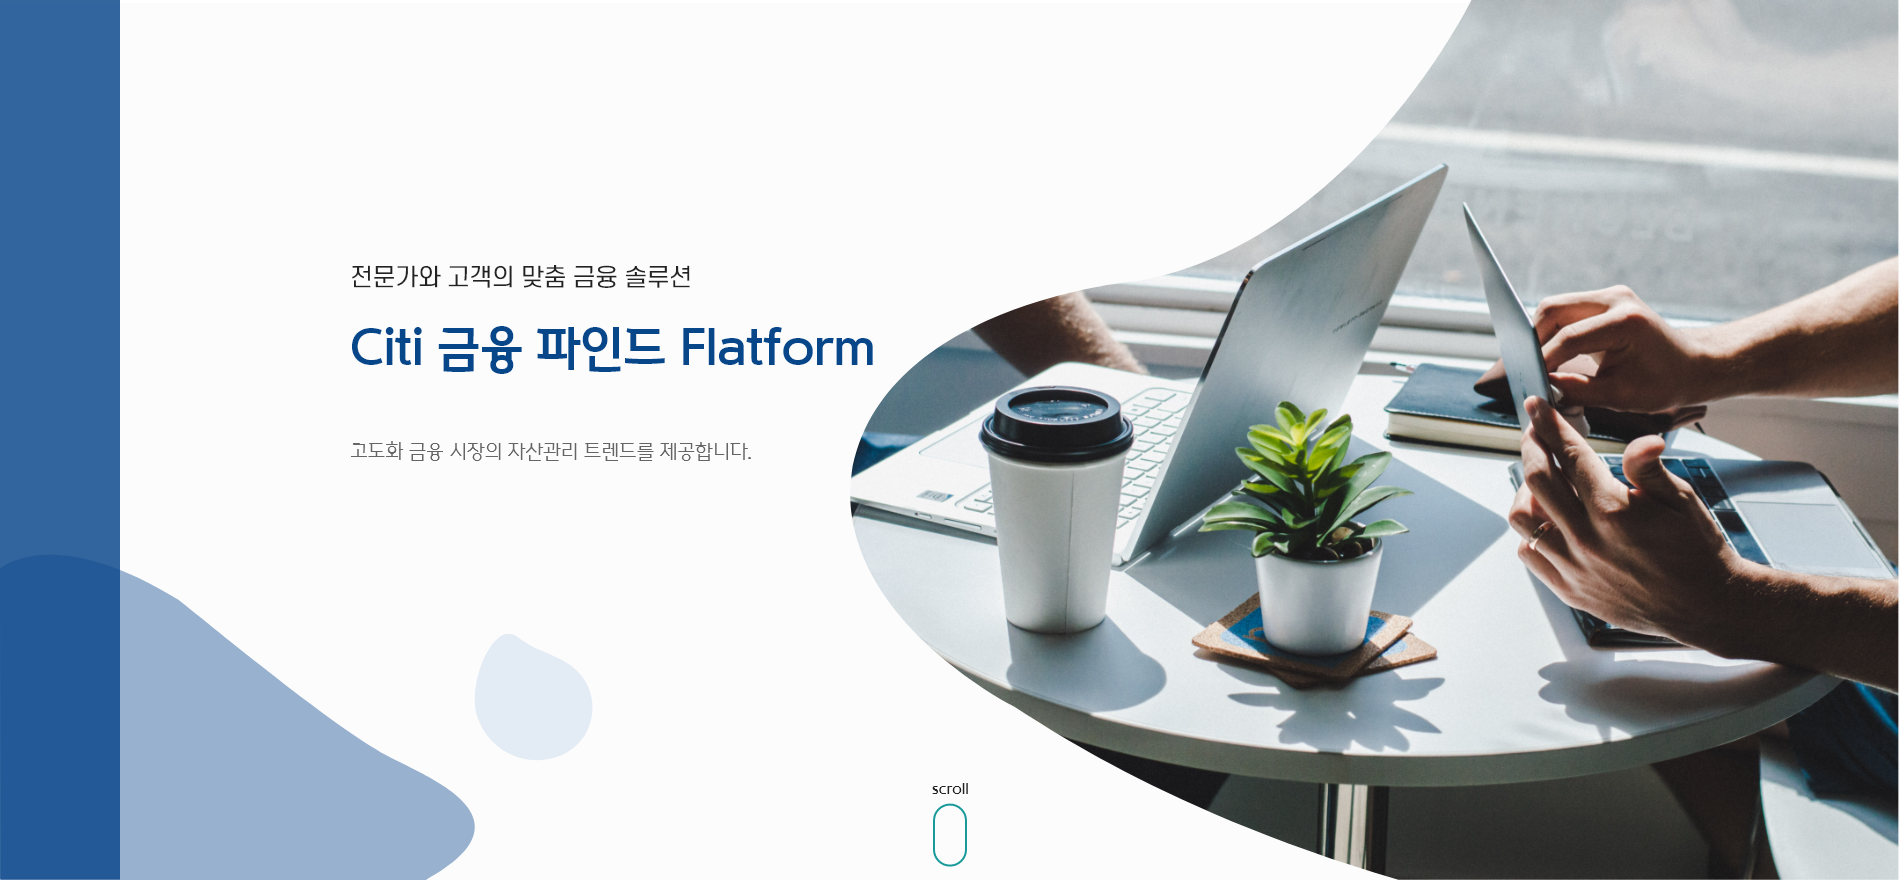 전문가와 고객의 맞춤 금융 솔루션
Citi 금융 파인드 Flatform
고도화 금융 시장의 자산관리 트렌드를 제공합니다.
scroll